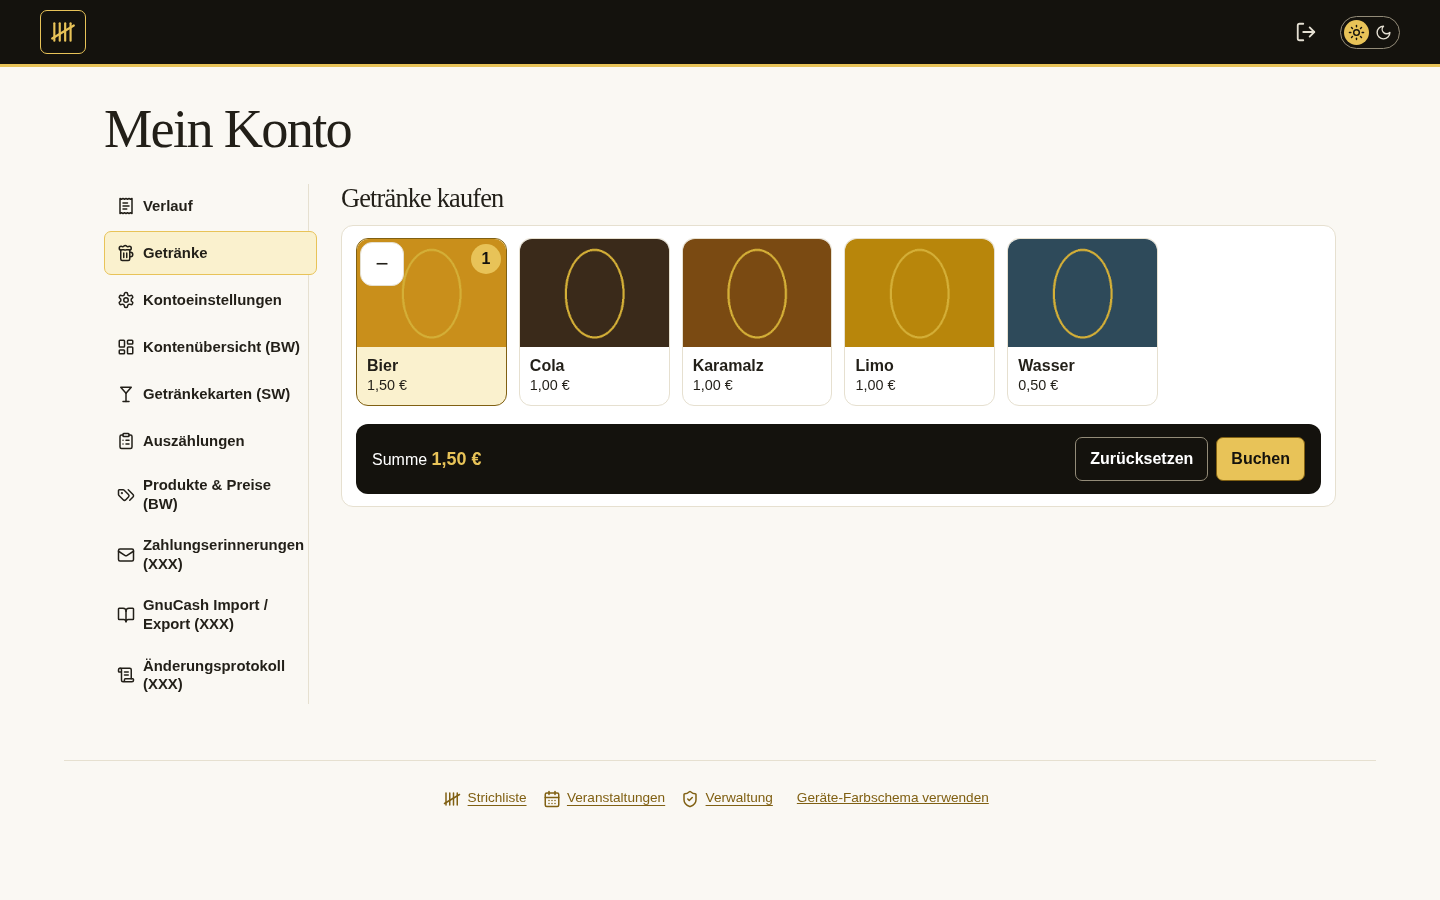 Mein Konto
Verlauf
Getränke
Kontoeinstellungen
Kontenübersicht (BW)
Getränkekarten (SW)
Auszählungen
Produkte & Preise
(BW)
Zahlungserinnerungen
(XXX)
GnuCash Import /
Export (XXX)
Änderungsprotokoll
(XXX)
Getränke kaufen
1
Bier
1,50 €
Cola
1,00 €
Karamalz
1,00 €
Limo
1,00 €
Wasser
0,50 €
Summe 1,50 €
Zurücksetzen
Buchen
Strichliste
Veranstaltungen
Verwaltung
Geräte-Farbschema verwenden